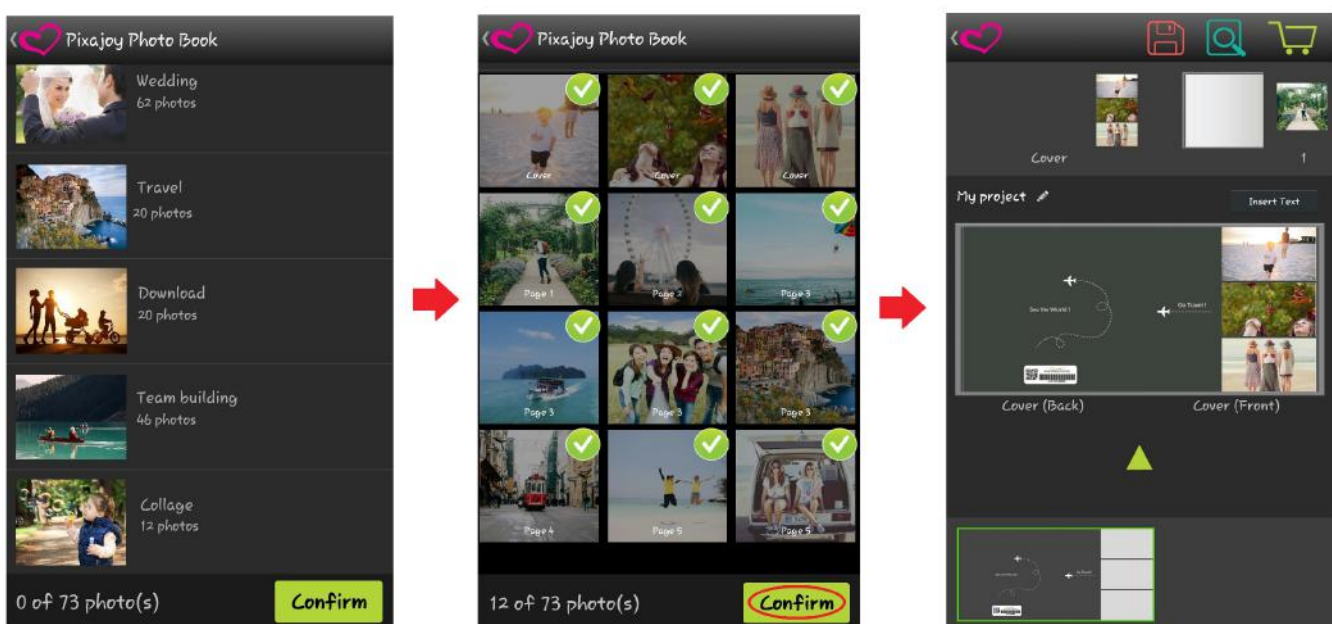 Pixajoy Photo Book
Wedding
62 photos
Travel
20 photos
Download
20 photos
Team building
46 photos
Collage
12 photos
0 of 73 photo(s)
Confirm
Pixajoy Photo Book
Cover
Cover
Cover
Page 1
Page 2
Page 3
Page 3
Page 3
Page 3
Page 4
Page 5
Page 5
12 of 73 photo(s)
Confirm
Cover
1
My project
Insert Text
See the World !
Go Travel !
Cover (Back)
Cover (Front)